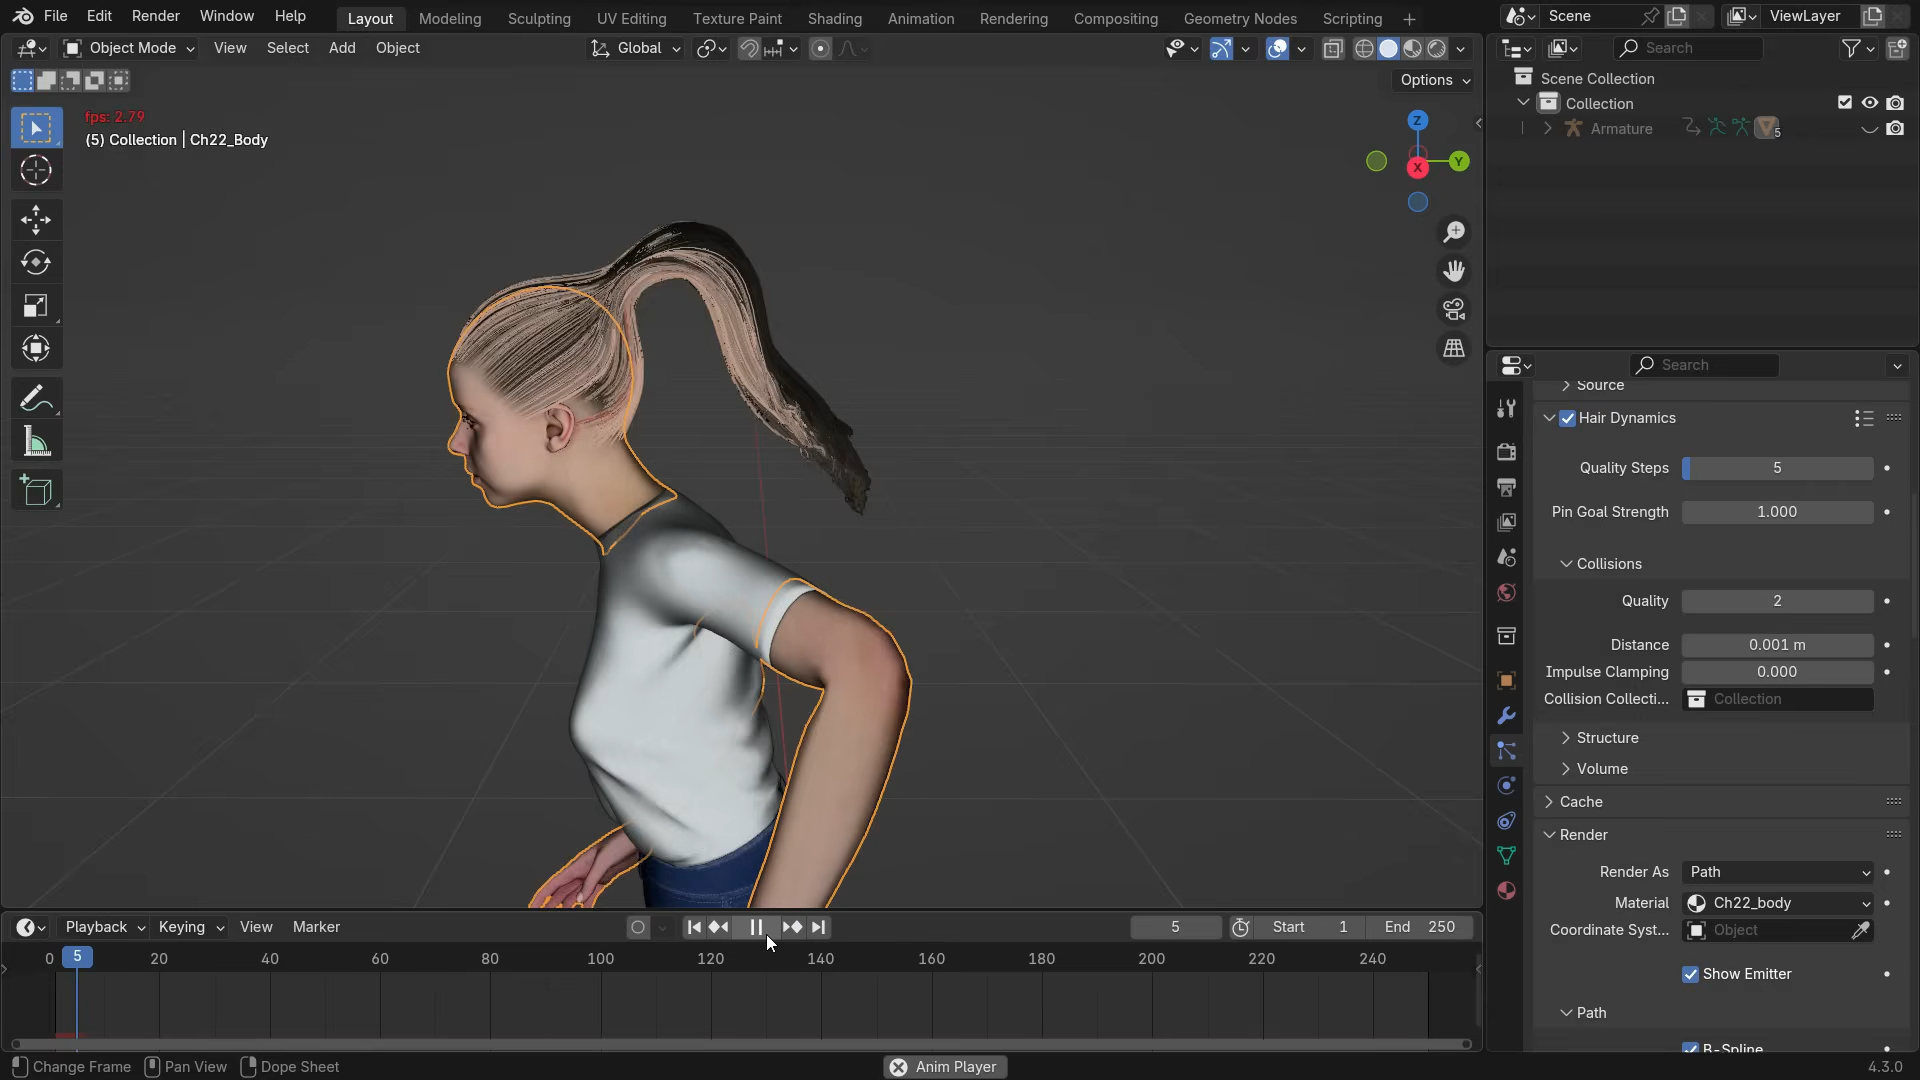 File Edit Render Window Help Layout Modeling Sculpting UV Editing Texture Paint Shading Animation Rendering Compositing Geometry Nodes Scripting + Scene ViewLayer
Object Mode View Select Add Object Global Search
Options
Scene Collection
Collection
Armature 5
fps: 2.79
(5) Collection | Ch22_Body
Z
X Y
Search
Source
Hair Dynamics
Quality Steps 5
Pin Goal Strength 1.000
Collisions
Quality 2
Distance 0.001 m
Impulse Clamping 0.000
Collision Collecti... Collection
Structure
Volume
Cache
Render
Render As Path
Material Ch22_body
Coordinate Syst... Object
Show Emitter
Path
B-Spline
Playback Keying View Marker 5 Start 1 End 250
0 5 20 40 60 80 100 120 140 160 180 200 220 240
Change Frame Pan View Dope Sheet Anim Player 4.3.0